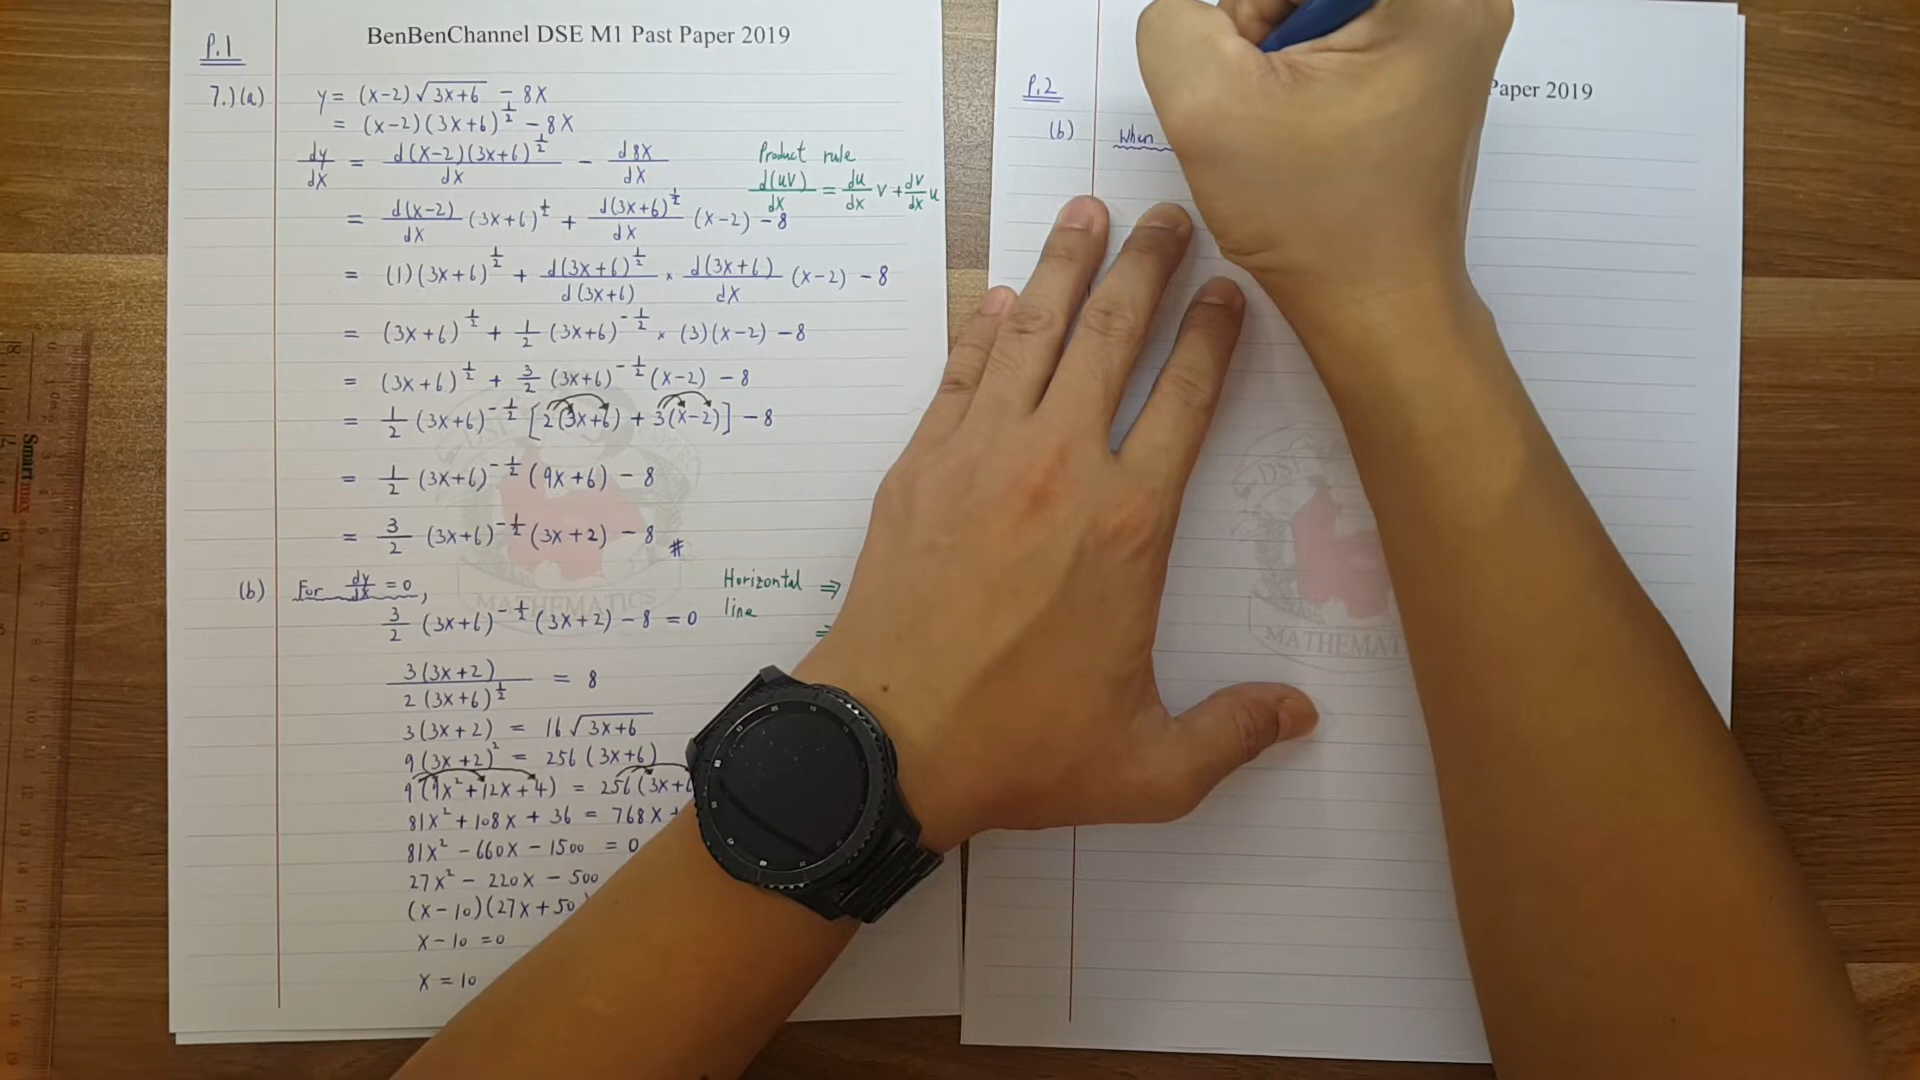 BenBenChannel DSE M1 Past Paper 2019
P.1
7.)(a) y = (x-2)√(3x+6) - 8x
= (x-2)(3x+6)^(1/2) - 8x
dy/dx = d(x-2)(3x+6)^(1/2)/dx - d8x/dx
Product rule
d(uv)/dx = du/dx v + dv/dx u
= d(x-2)/dx (3x+6)^(1/2) + d(3x+6)^(1/2)/dx (x-2) - 8
= (1)(3x+6)^(1/2) + d(3x+6)^(1/2)/d(3x+6) × d(3x+6)/dx (x-2) - 8
= (3x+6)^(1/2) + 1/2 (3x+6)^(-1/2) × (3)(x-2) - 8
= (3x+6)^(1/2) + 3/2 (3x+6)^(-1/2) (x-2) - 8
= 1/2 (3x+6)^(-1/2) [2(3x+6) + 3(x-2)] - 8
= 1/2 (3x+6)^(-1/2) (9x+6) - 8
= 3/2 (3x+6)^(-1/2) (3x+2) - 8 #
(b) For dy/dx = 0,
Horizontal ⇒
line
⇒
3/2 (3x+6)^(-1/2) (3x+2) - 8 = 0
3(3x+2)/2(3x+6)^(1/2) = 8
3(3x+2) = 16√(3x+6)
9(3x+2)² = 256(3x+6)
9(9x²+12x+4) = 256(3x+6
81x² + 108x + 36 = 768x +
81x² - 660x - 1500 = 0
27x² - 220x - 500
(x-10)(27x+50)
x-10 = 0
x = 10
DSE
MATHEMATICS
P.2
Paper 2019
(b) When
DSE
MATHEMATI
Smart